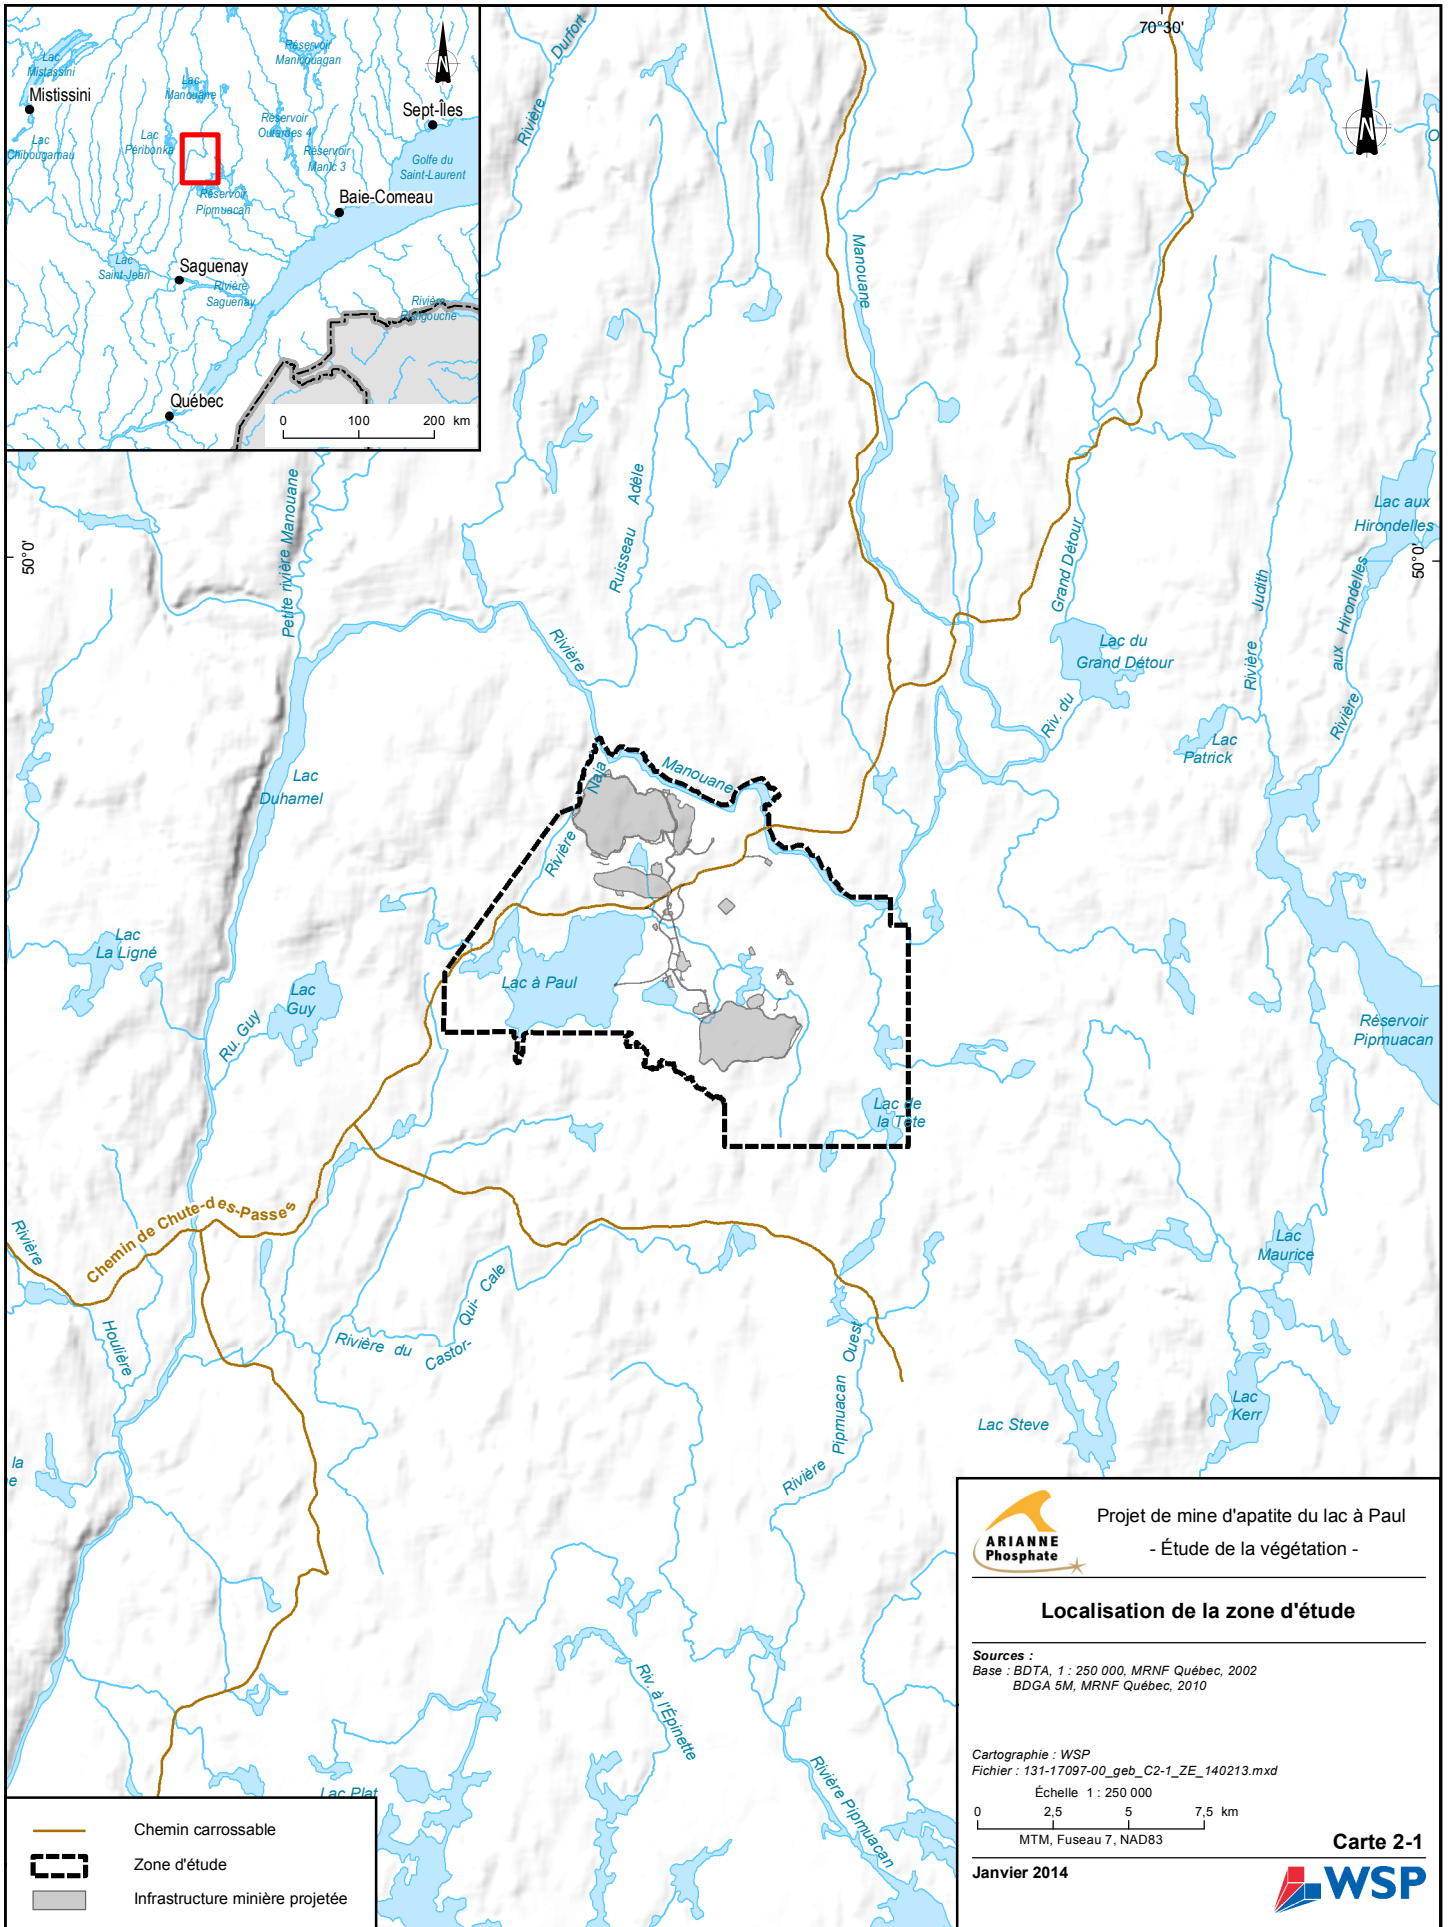 70°30'
50°0'
50°0'
Lac
Mistassini
Mistissini
Lac
Chibougamau
Réservoir
Manicouagan
Lac
Manouane
Lac
Péribonka
Réservoir
Outardes 4
Réservoir
Manic 3
Sept-Îles
Golfe du
Saint-Laurent
Réservoir
Pipmuacan
Baie-Comeau
Lac
Saint-Jean
Saguenay
Rivière
Saguenay
Rivière
Québec
0 100 200 km
N
N
Rivière Durfort
Manouane
Petite rivière Manouane
Ruisseau Adèle
Grand Détour
Rivière Judith
Lac aux
Hirondelles
Rivière aux Hirondelles
Lac du
Grand Détour
Riv. du
Lac
Patrick
Rivière
Manouane
Rivière Naja
Lac
Duhamel
Lac
La Ligné
Lac
Guy
Ru. Guy
Lac à Paul
Lac de
la Tête
Réservoir
Pipmuacan
Chemin de Chute-des-Passes
Rivière
Houlière
Rivière du
Castor-
Qui- Cale
Lac
Maurice
Lac
Kerr
Lac Steve
Rivière Pipmuacan Ouest
la
Riv. à l'Épinette
Rivière Pipmuacan
Lac Plat
Chemin carrossable
Zone d'étude
Infrastructure minière projetée
ARIANNE
Phosphate
Projet de mine d'apatite du lac à Paul
- Étude de la végétation -
Localisation de la zone d'étude
Sources :
Base : BDTA, 1 : 250 000, MRNF Québec, 2002
BDGA 5M, MRNF Québec, 2010
Cartographie : WSP
Fichier : 131-17097-00_geb_C2-1_ZE_140213.mxd
Échelle 1 : 250 000
0 2,5 5 7,5 km
MTM, Fuseau 7, NAD83
Carte 2-1
Janvier 2014
WSP